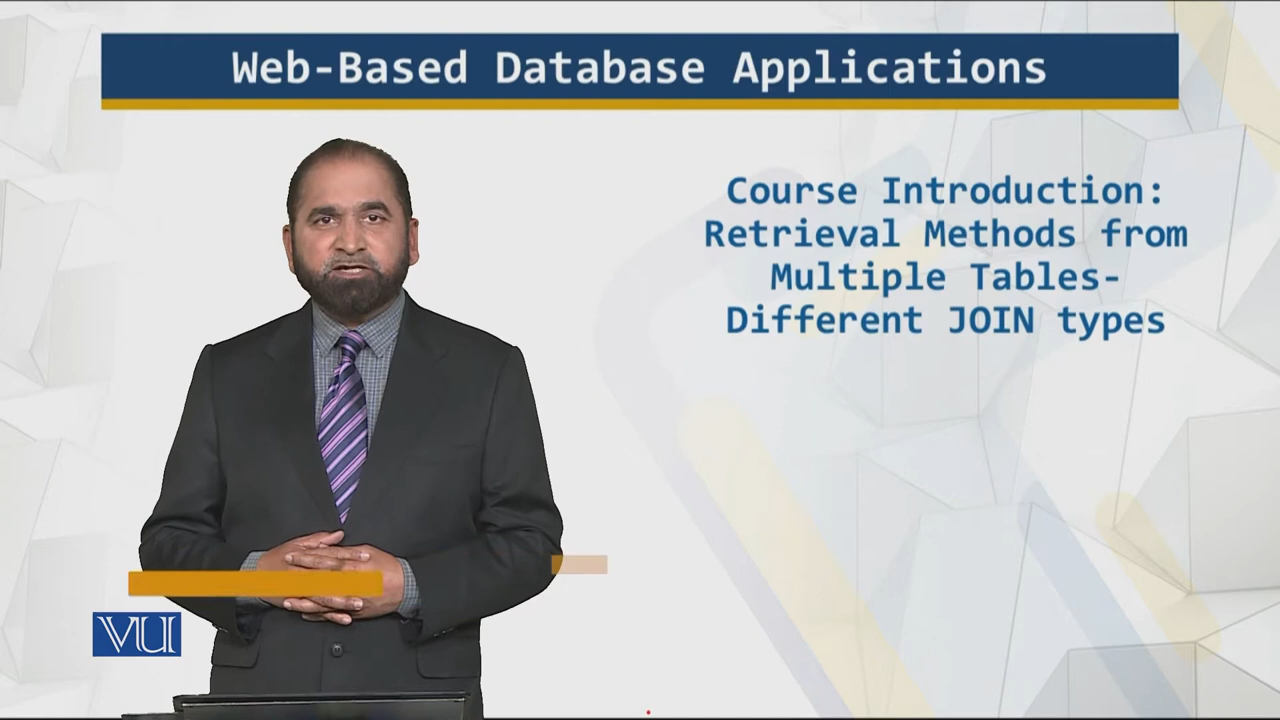 Web-Based Database Applications
Course Introduction:
Retrieval Methods from
Multiple Tables-
Different JOIN types
VU